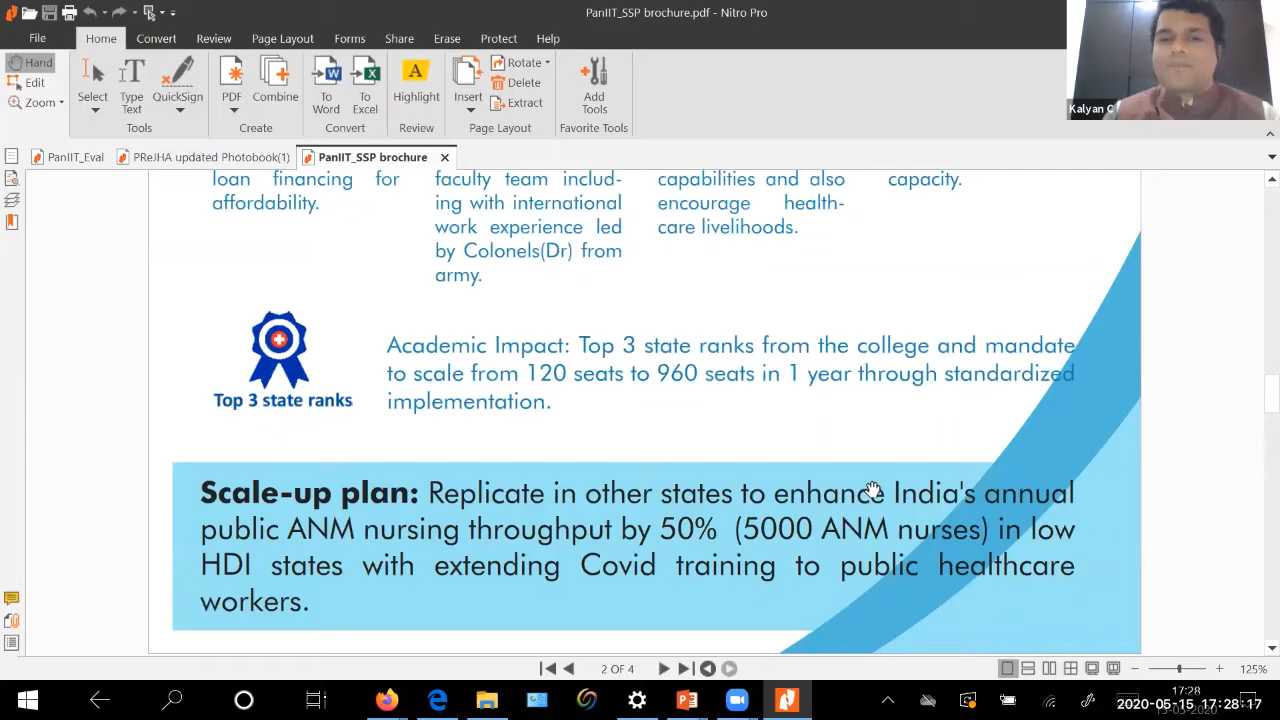 PanIIT_SSP brochure.pdf - Nitro Pro
File Home Convert Review Page Layout Forms Share Erase Protect Help
Hand
Edit
Zoom
Select
Type Text
QuickSign
Tools
PDF
Combine
Create
To Word
To Excel
Convert
Highlight
Review
Insert
Rotate
Delete
Extract
Page Layout
Add Tools
Favorite Tools
Kalyan C
PanIIT_Eval
PReJHA updated Photobook(1)
PanIIT_SSP brochure
loan financing for
affordability.
faculty team includ-
ing with international
work experience led
by Colonels(Dr) from
army.
capabilities and also
encourage health-
care livelihoods.
capacity.
Top 3 state ranks
Academic Impact: Top 3 state ranks from the college and mandate
to scale from 120 seats to 960 seats in 1 year through standardized
implementation.
Scale-up plan: Replicate in other states to enhance India's annual
public ANM nursing throughput by 50% (5000 ANM nurses) in low
HDI states with extending Covid training to public healthcare
workers.
2 OF 4
125%
17:28
15-05-2020
2020-05-15 17:28:17